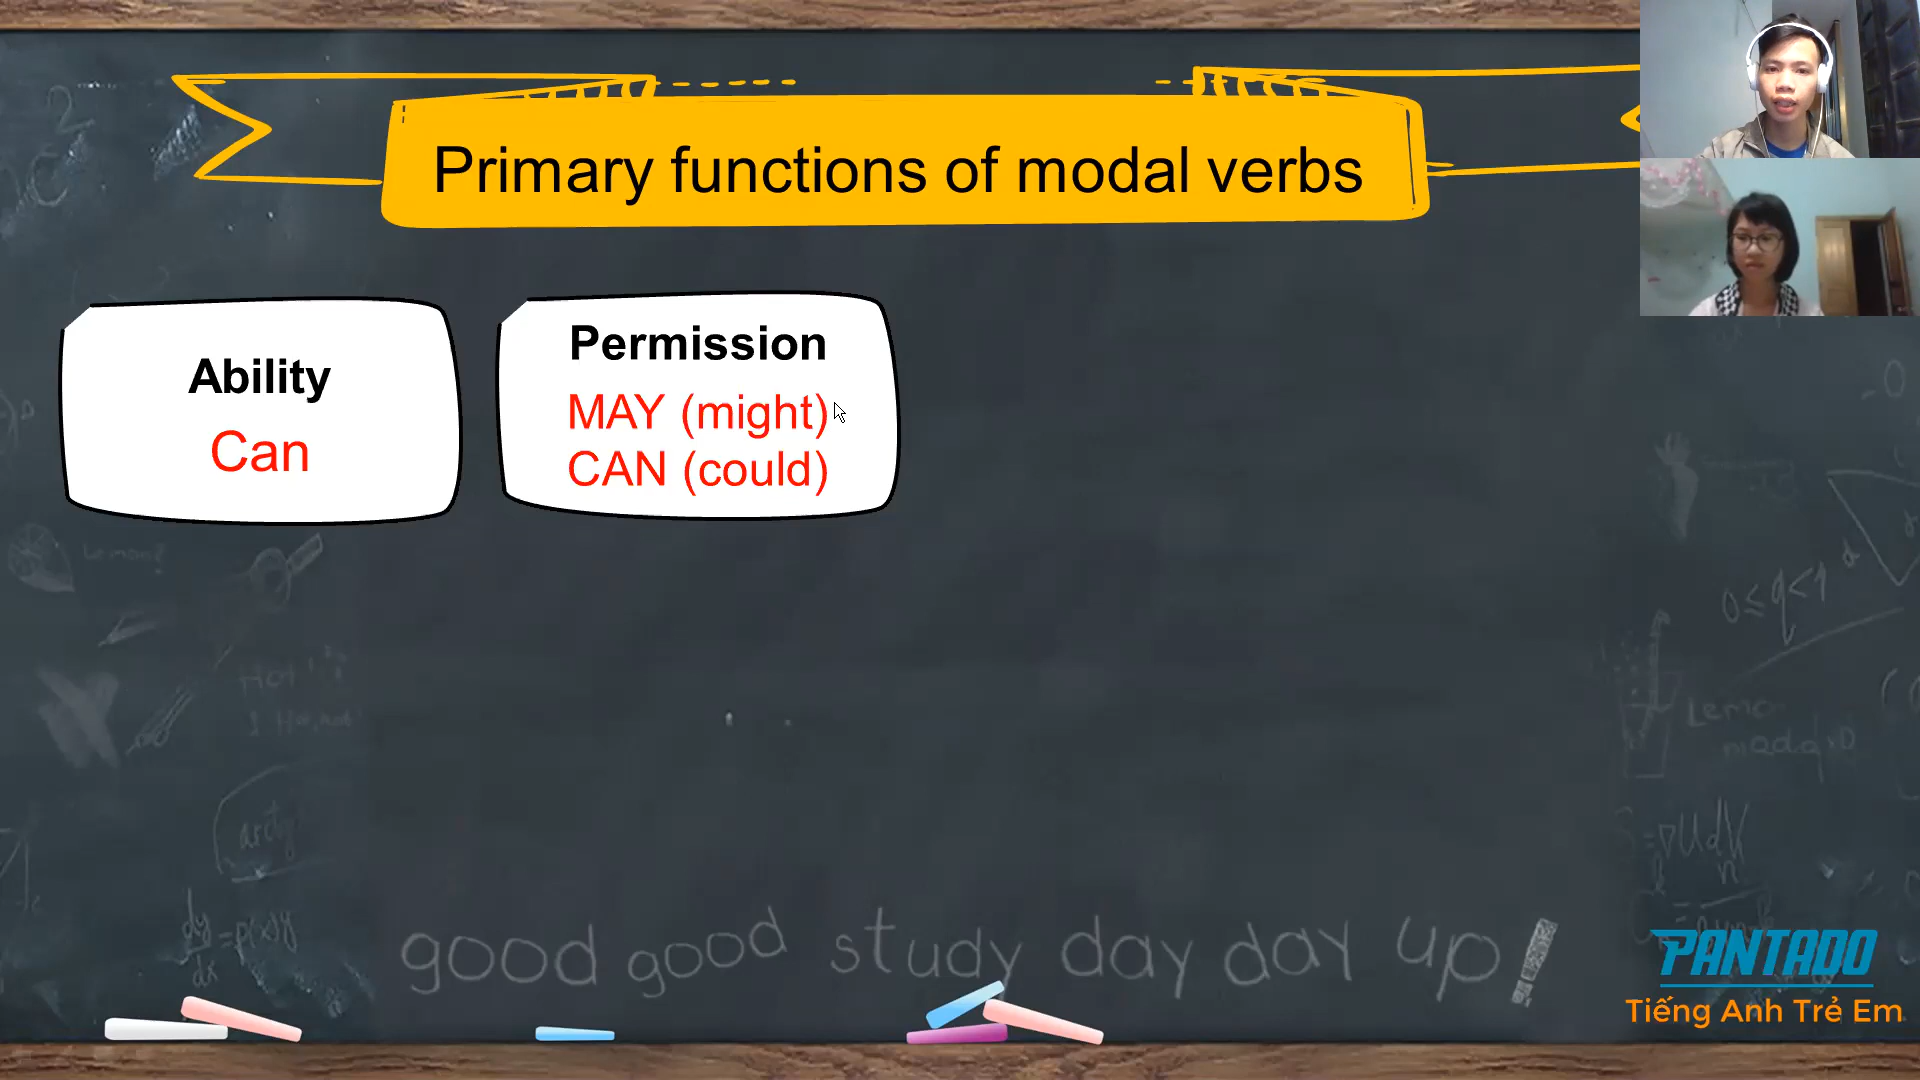 Primary functions of modal verbs
Ability
Can
Permission
MAY (might)
CAN (could)
good good study day day up!
PANTADO
Tiếng Anh Trẻ Em